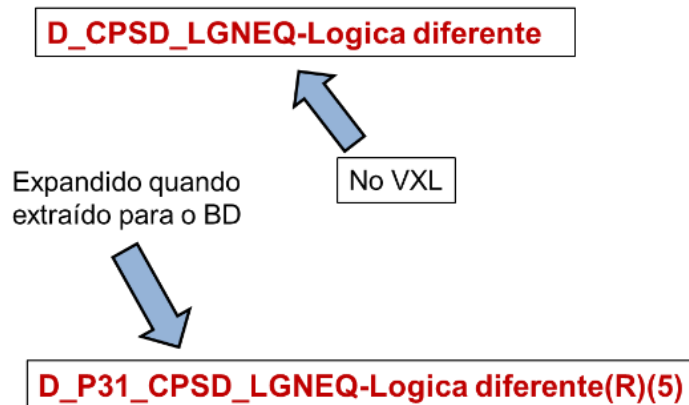 D_CPSD_LGNEQ-Logica diferente
No VXL
Expandido quando
extraído para o BD
D_P31_CPSD_LGNEQ-Logica diferente(R)(5)